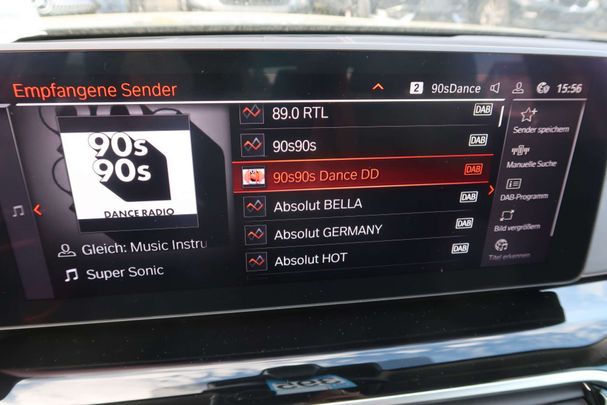 Empfangene Sender
2 90sDance 15:56
90s
90s
DANCE RADIO
Gleich: Music Instru
Super Sonic
89.0 RTL DAB
90s90s DAB
90s90s Dance DD DAB
Absolut BELLA DAB
Absolut GERMANY DAB
Absolut HOT DAB
Sender speichern
Manuelle Suche
DAB-Programm
Bild vergrößern
Titel erkennen